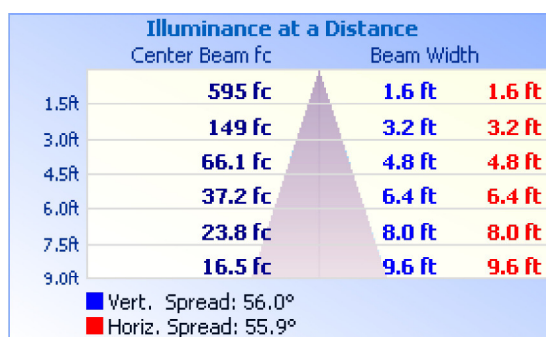 Illuminance at a Distance
Center Beam fc Beam Width
1.5ft 595 fc 1.6 ft 1.6 ft
3.0ft 149 fc 3.2 ft 3.2 ft
4.5ft 66.1 fc 4.8 ft 4.8 ft
6.0ft 37.2 fc 6.4 ft 6.4 ft
7.5ft 23.8 fc 8.0 ft 8.0 ft
9.0ft 16.5 fc 9.6 ft 9.6 ft
Vert. Spread: 56.0°
Horiz. Spread: 55.9°